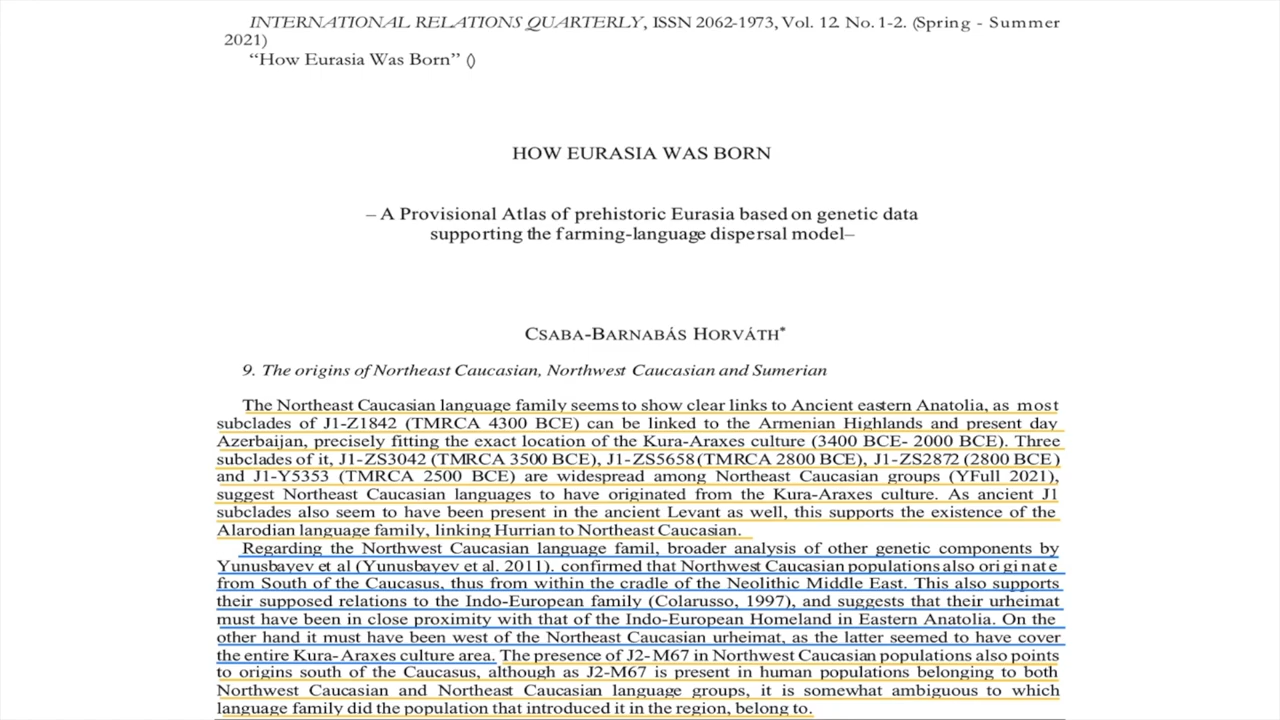 INTERNATIONAL RELATIONS QUARTERLY, ISSN 2062-1973, Vol. 12. No. 1-2. (Spring - Summer
2021)
“How Eurasia Was Born” ◊
HOW EURASIA WAS BORN
– A Provisional Atlas of prehistoric Eurasia based on genetic data
supporting the farming-language dispersal model–
CSABA-BARNABÁS HORVÁTH*
9. The origins of Northeast Caucasian, Northwest Caucasian and Sumerian
The Northeast Caucasian language family seems to show clear links to Ancient eastern Anatolia, as most
subclades of J1-Z1842 (TMRCA 4300 BCE) can be linked to the Armenian Highlands and present day
Azerbaijan, precisely fitting the exact location of the Kura-Araxes culture (3400 BCE- 2000 BCE). Three
subclades of it, J1-ZS3042 (TMRCA 3500 BCE), J1-ZS5658 (TMRCA 2800 BCE), J1-ZS2872 (2800 BCE)
and J1-Y5353 (TMRCA 2500 BCE) are widespread among Northeast Caucasian groups (YFull 2021),
suggest Northeast Caucasian languages to have originated from the Kura-Araxes culture. As ancient J1
subclades also seem to have been present in the ancient Levant as well, this supports the existence of the
Alarodian language family, linking Hurrian to Northeast Caucasian.
Regarding the Northwest Caucasian language famil, broader analysis of other genetic components by
Yunusbayev et al (Yunusbayev et al. 2011). confirmed that Northwest Caucasian populations also originate
from South of the Caucasus, thus from within the cradle of the Neolithic Middle East. This also supports
their supposed relations to the Indo-European family (Colarusso, 1997), and suggests that their urheimat
must have been in close proximity with that of the Indo-European Homeland in Eastern Anatolia. On the
other hand it must have been west of the Northeast Caucasian urheimat, as the latter seemed to have cover
the entire Kura-Araxes culture area. The presence of J2-M67 in Northwest Caucasian populations also points
to origins south of the Caucasus, although as J2-M67 is present in human populations belonging to both
Northwest Caucasian and Northeast Caucasian language groups, it is somewhat ambiguous to which
language family did the population that introduced it in the region, belong to.